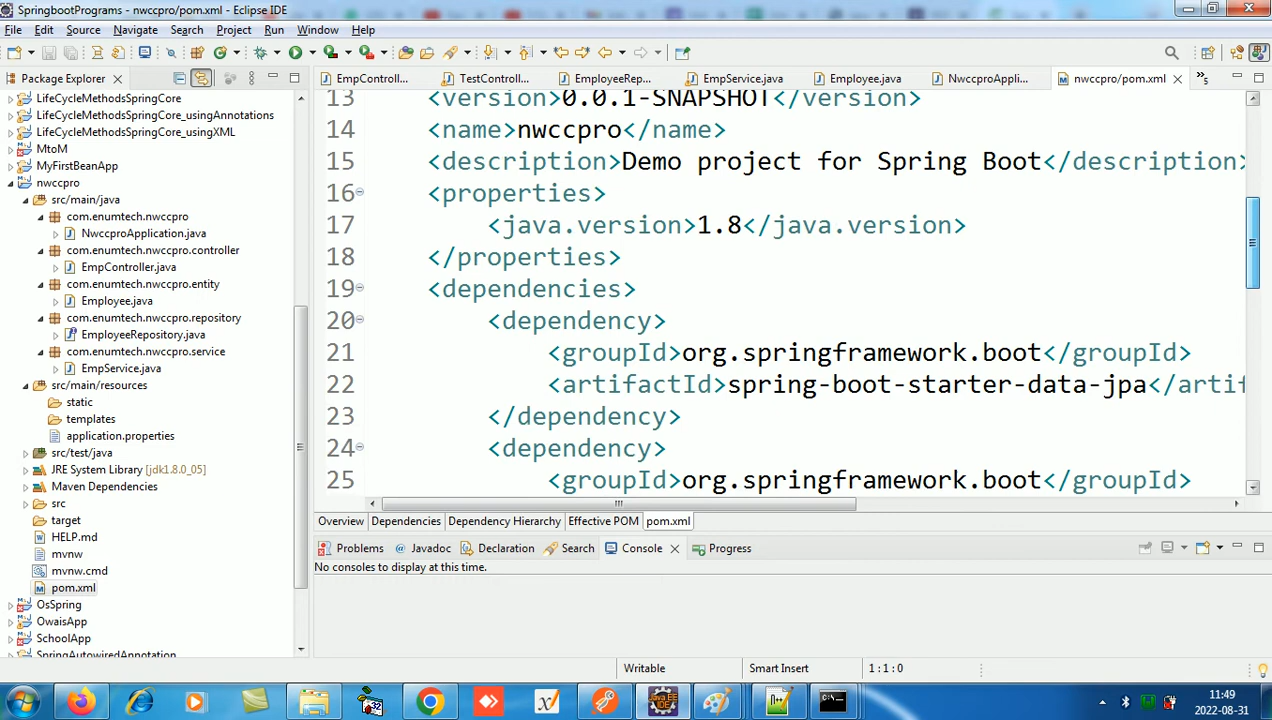 SpringbootPrograms - nwccpro/pom.xml - Eclipse IDE
File Edit Source Navigate Search Project Run Window Help
Package Explorer
EmpControll...
TestControll...
EmployeeRep...
EmpService.java
Employee.java
NwccproAppli...
nwccpro/pom.xml
»5
LifeCycleMethodsSpringCore
LifeCycleMethodsSpringCore_usingAnnotations
LifeCycleMethodsSpringCore_usingXML
MtoM
MyFirstBeanApp
nwccpro
src/main/java
com.enumtech.nwccpro
NwccproApplication.java
com.enumtech.nwccpro.controller
EmpController.java
com.enumtech.nwccpro.entity
Employee.java
com.enumtech.nwccpro.repository
EmployeeRepository.java
com.enumtech.nwccpro.service
EmpService.java
src/main/resources
static
templates
application.properties
src/test/java
JRE System Library [jdk1.8.0_05]
Maven Dependencies
src
target
HELP.md
mvnw
mvnw.cmd
pom.xml
OsSpring
OwaisApp
SchoolApp
SpringAutowiredAnnotation
13 <version>0.0.1-SNAPSHOT</version>
14 <name>nwccpro</name>
15 <description>Demo project for Spring Boot</description>
16 <properties>
17 <java.version>1.8</java.version>
18 </properties>
19 <dependencies>
20 <dependency>
21 <groupId>org.springframework.boot</groupId>
22 <artifactId>spring-boot-starter-data-jpa</artif
23 </dependency>
24 <dependency>
25 <groupId>org.springframework.boot</groupId>
Overview Dependencies Dependency Hierarchy Effective POM pom.xml
Problems @ Javadoc Declaration Search Console Progress
No consoles to display at this time.
Writable Smart Insert 1 : 1 : 0
11:49
2022-08-31